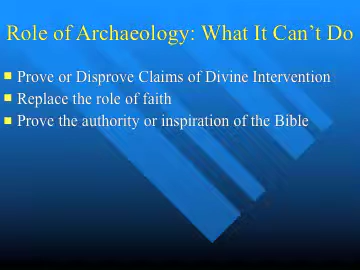 Role of Archaeology: What It Can’t Do
Prove or Disprove Claims of Divine Intervention
Replace the role of faith
Prove the authority or inspiration of the Bible